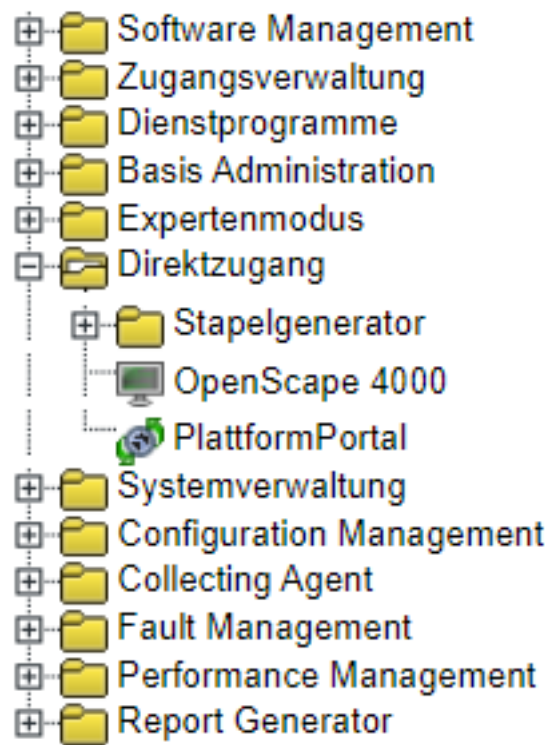 Software Management
Zugangsverwaltung
Dienstprogramme
Basis Administration
Expertenmodus
Direktzugang
Stapelgenerator
OpenScape 4000
PlattformPortal
Systemverwaltung
Configuration Management
Collecting Agent
Fault Management
Performance Management
Report Generator